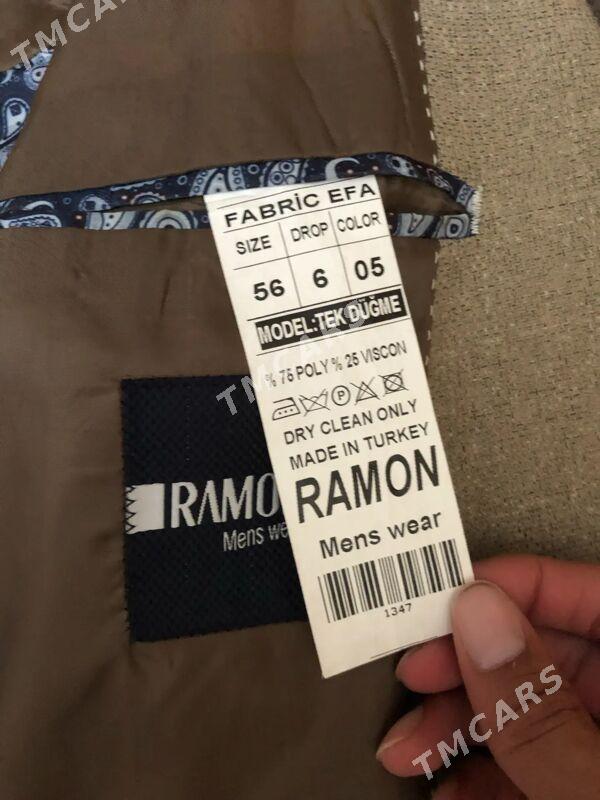 TMCARS
FABRİC EFA
SIZE DROP COLOR
56 6 05
MODEL:TEK DÜĞME
% 75 POLY % 25 VISCON
P
DRY CLEAN ONLY
MADE IN TURKEY
RAMON
Mens wear
1347
RAMO
Mens we
TMCARS
TMCARS